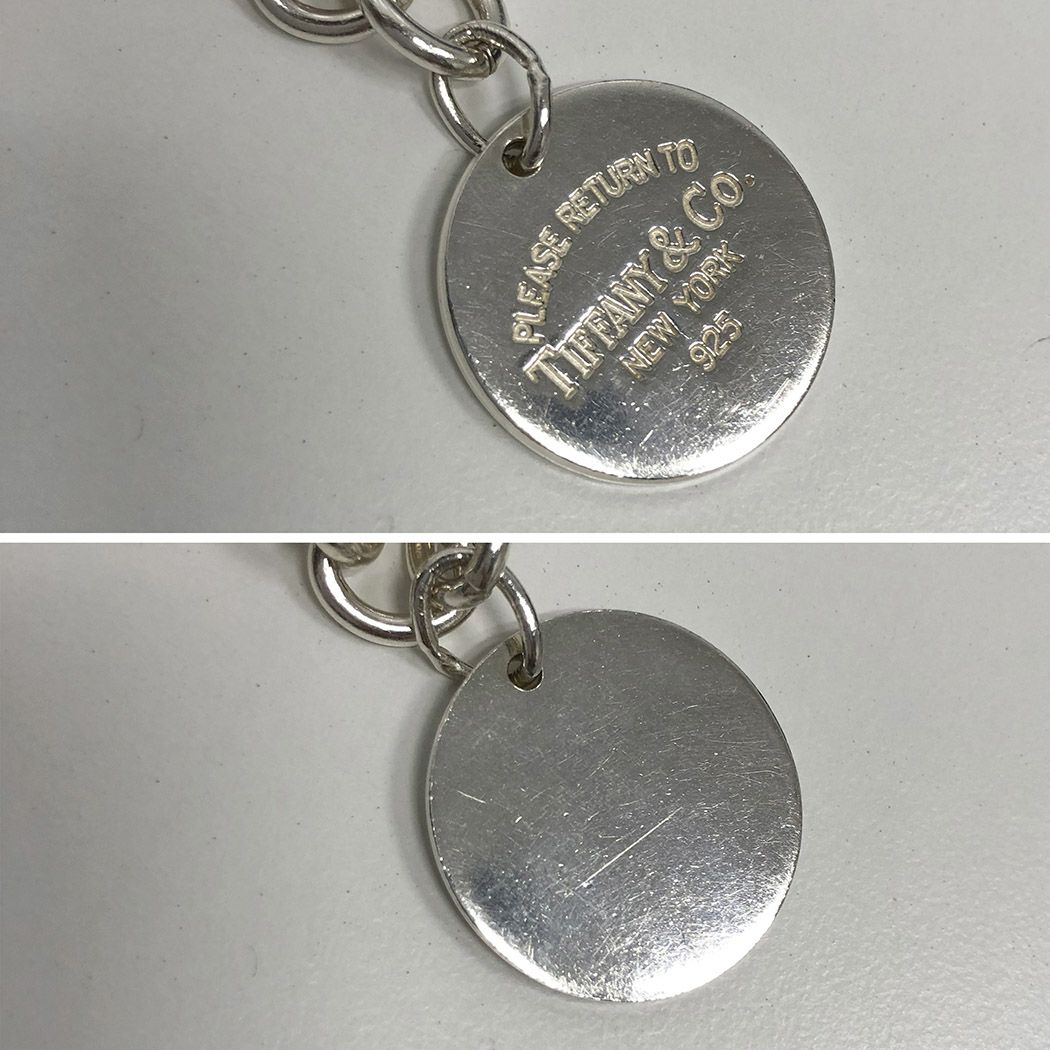 PLEASE RETURN TO
TIFFANY & CO.
NEW YORK
925